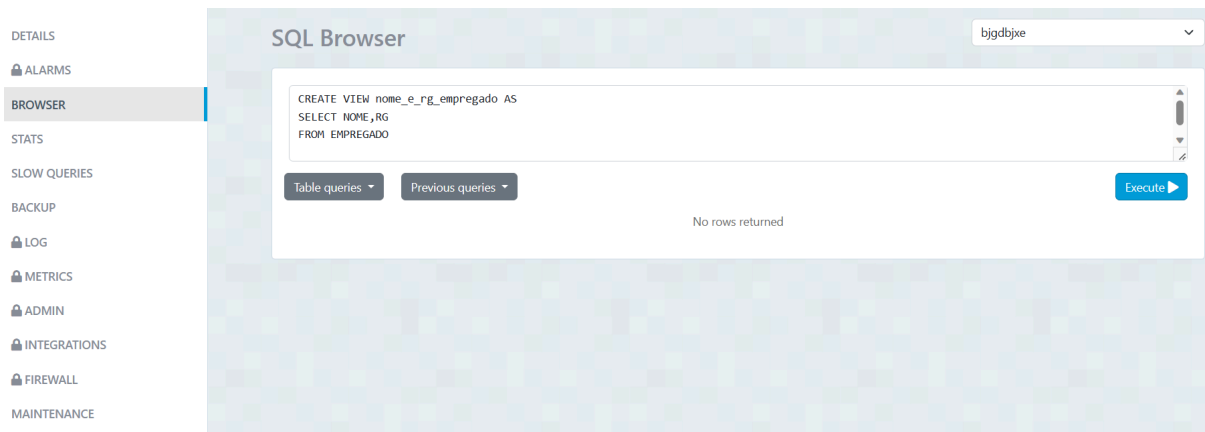 DETAILS
ALARMS
BROWSER
STATS
SLOW QUERIES
BACKUP
LOG
METRICS
ADMIN
INTEGRATIONS
FIREWALL
MAINTENANCE
SQL Browser
bjgdbjxe
CREATE VIEW nome_e_rg_empregado AS
SELECT NOME,RG
FROM EMPREGADO
Table queries
Previous queries
Execute
No rows returned